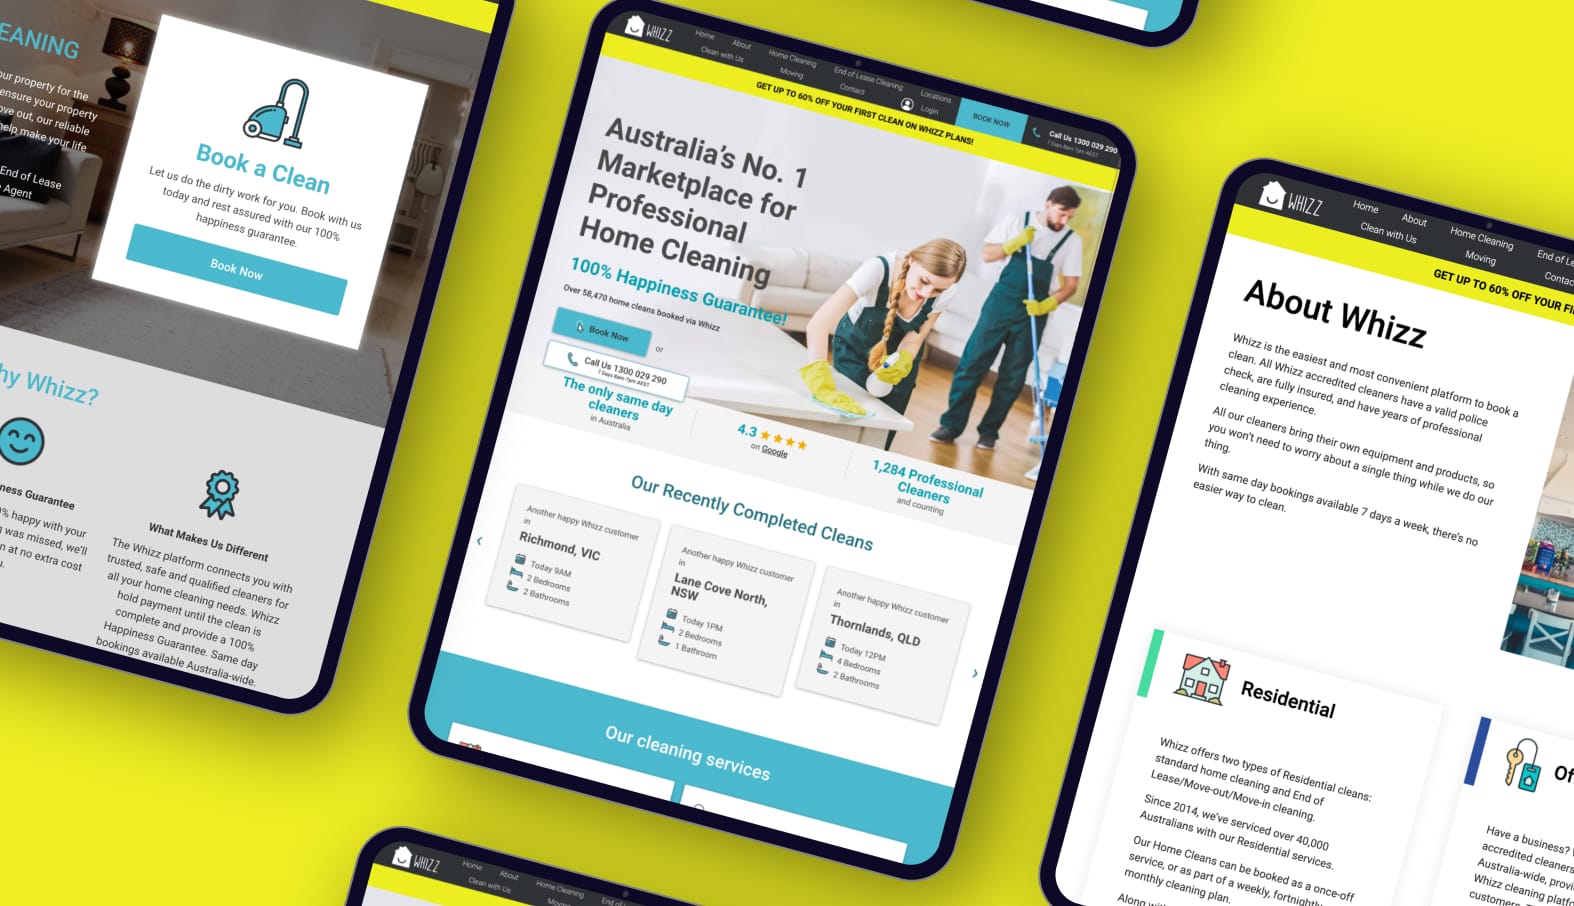 EANING
our property for the
ensure your property
ove out, our reliable
help make your life
End of Lease
Agent
Book a Clean
Let us do the dirty work for you. Book with us
today and rest assured with our 100%
happiness guarantee.
Book Now
hy Whizz?
ness Guarantee
% happy with your
was missed, we'll
n at no extra cost
u.
What Makes Us Different
The Whizz platform connects you with
trusted, safe and qualified cleaners for
all your home cleaning needs. Whizz
hold payment until the clean is
complete and provide a 100%
Happiness Guarantee. Same day
bookings available Australia-wide.
WHIZZ
Home About Home Cleaning End of Lease Cleaning Locations
Clean with Us Moving Contact Login
BOOK NOW
Call Us 1300 029 290
7 Days 8am-7pm AEST
GET UP TO 60% OFF YOUR FIRST CLEAN ON WHIZZ PLANS!
Australia's No. 1
Marketplace for
Professional
Home Cleaning
100% Happiness Guarantee!
Over 58,470 home cleans booked via Whizz
Book Now
or
Call Us 1300 029 290
7 Days 8am-7pm AEST
The only same day
cleaners
in Australia
4.3
on Google
1,284 Professional
Cleaners
and counting
Our Recently Completed Cleans
Another happy Whizz customer
in
Richmond, VIC
Today 9AM
2 Bedrooms
2 Bathrooms
Another happy Whizz customer
in
Lane Cove North,
NSW
Today 1PM
2 Bedrooms
1 Bathroom
Another happy Whizz customer
in
Thornlands, QLD
Today 12PM
4 Bedrooms
2 Bathrooms
Our cleaning services
WHIZZ
Home About Home Cleaning End of Le
Clean with Us Moving Contac
GET UP TO 60% OFF YOUR FI
About Whizz
Whizz is the easiest and most convenient platform to book a
clean. All Whizz accredited cleaners have a valid police
check, are fully insured, and have years of professional
cleaning experience.
All our cleaners bring their own equipment and products, so
you won't need to worry about a single thing while we do our
thing.
With same day bookings available 7 days a week, there's no
easier way to clean.
Residential
Whizz offers two types of Residential cleans:
standard home cleaning and End of
Lease/Move-out/Move-in cleaning.
Since 2014, we've serviced over 40,000
Australians with our Residential services.
Our Home Cleans can be booked as a once-off
service, or as part of a weekly, fortnightly
monthly cleaning plan.
Along wi
Of
Have a business?
accredited cleaners
Australia-wide, provi
Whizz cleaning platf
customers.
WHIZZ
Home About Home Cleaning End of L
Clean with Us Moving